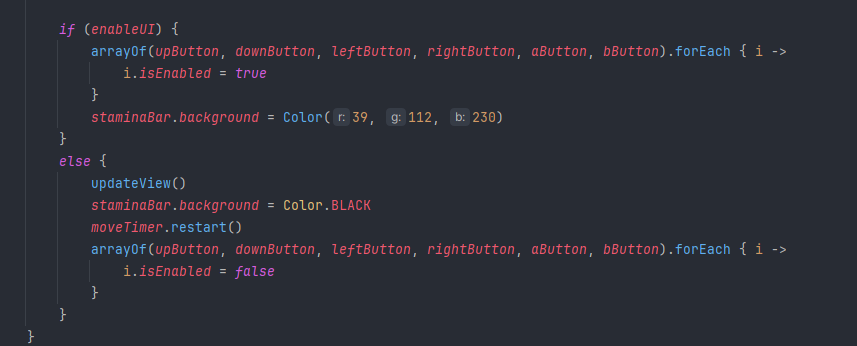 if (enableUI) {
arrayOf(upButton, downButton, leftButton, rightButton, aButton, bButton).forEach { i ->
i.isEnabled = true
}
staminaBar.background = Color( r: 39, g: 112, b: 230)
}
else {
updateView()
staminaBar.background = Color.BLACK
moveTimer.restart()
arrayOf(upButton, downButton, leftButton, rightButton, aButton, bButton).forEach { i ->
i.isEnabled = false
}
}
}